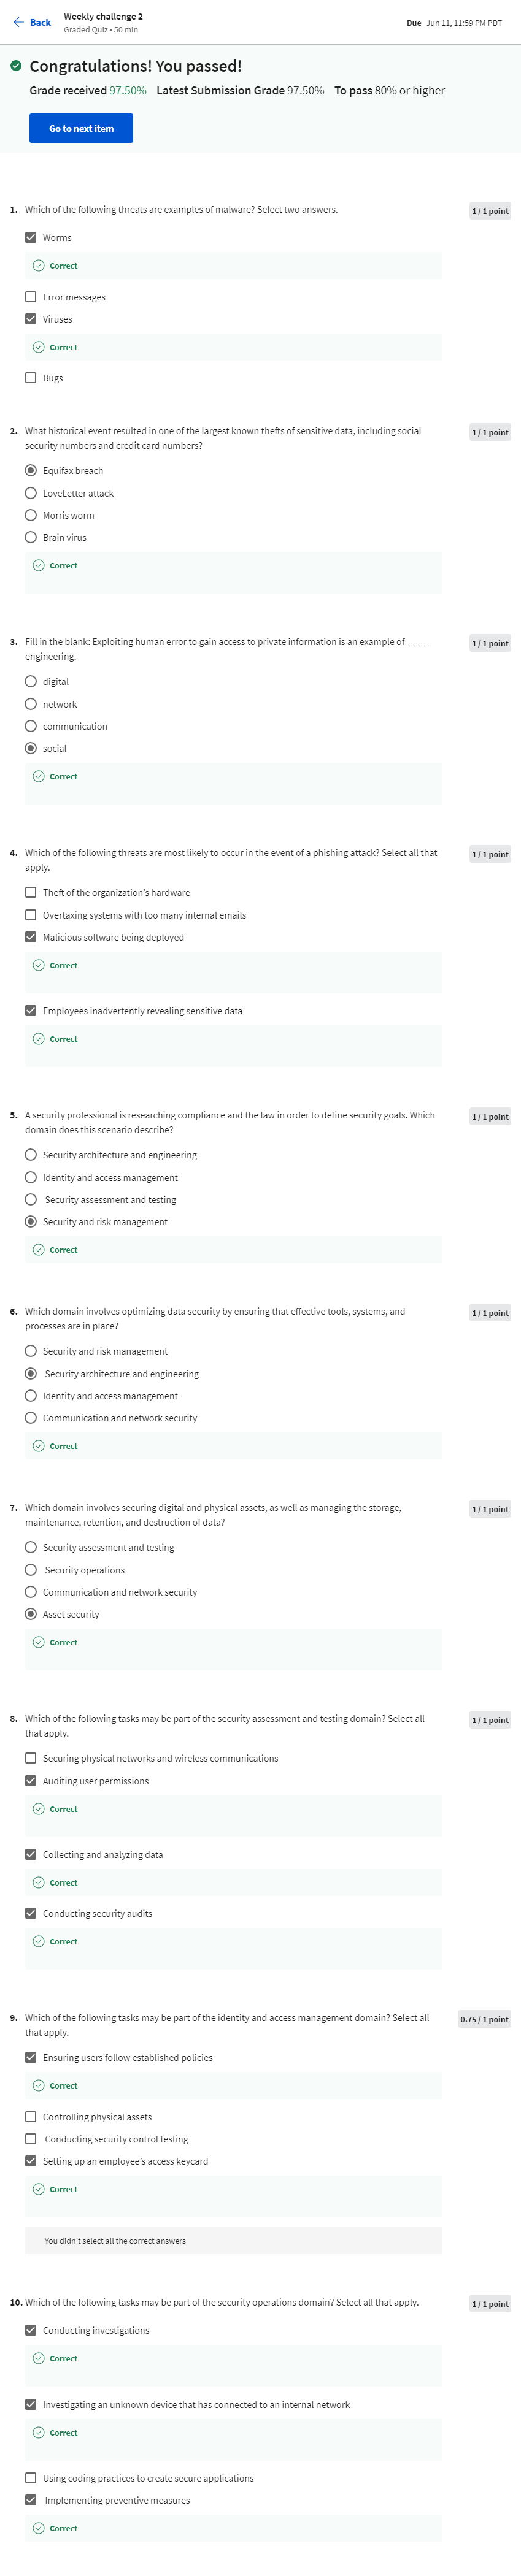 Back
Weekly challenge 2
Graded Quiz • 50 min
Due Jun 11, 11:59 PM PDT
Congratulations! You passed!
Grade received 97.50% Latest Submission Grade 97.50% To pass 80% or higher
Go to next item
1. Which of the following threats are examples of malware? Select two answers.
1 / 1 point
Worms
Correct
Error messages
Viruses
Correct
Bugs
2. What historical event resulted in one of the largest known thefts of sensitive data, including social
security numbers and credit card numbers?
1 / 1 point
Equifax breach
LoveLetter attack
Morris worm
Brain virus
Correct
3. Fill in the blank: Exploiting human error to gain access to private information is an example of _____
engineering.
1 / 1 point
digital
network
communication
social
Correct
4. Which of the following threats are most likely to occur in the event of a phishing attack? Select all that
apply.
1 / 1 point
Theft of the organization's hardware
Overtaxing systems with too many internal emails
Malicious software being deployed
Correct
Employees inadvertently revealing sensitive data
Correct
5. A security professional is researching compliance and the law in order to define security goals. Which
domain does this scenario describe?
1 / 1 point
Security architecture and engineering
Identity and access management
Security assessment and testing
Security and risk management
Correct
6. Which domain involves optimizing data security by ensuring that effective tools, systems, and
processes are in place?
1 / 1 point
Security and risk management
Security architecture and engineering
Identity and access management
Communication and network security
Correct
7. Which domain involves securing digital and physical assets, as well as managing the storage,
maintenance, retention, and destruction of data?
1 / 1 point
Security assessment and testing
Security operations
Communication and network security
Asset security
Correct
8. Which of the following tasks may be part of the security assessment and testing domain? Select all
that apply.
1 / 1 point
Securing physical networks and wireless communications
Auditing user permissions
Correct
Collecting and analyzing data
Correct
Conducting security audits
Correct
9. Which of the following tasks may be part of the identity and access management domain? Select all
that apply.
0.75 / 1 point
Ensuring users follow established policies
Correct
Controlling physical assets
Conducting security control testing
Setting up an employee's access keycard
Correct
You didn't select all the correct answers
10. Which of the following tasks may be part of the security operations domain? Select all that apply.
1 / 1 point
Conducting investigations
Correct
Investigating an unknown device that has connected to an internal network
Correct
Using coding practices to create secure applications
Implementing preventive measures
Correct